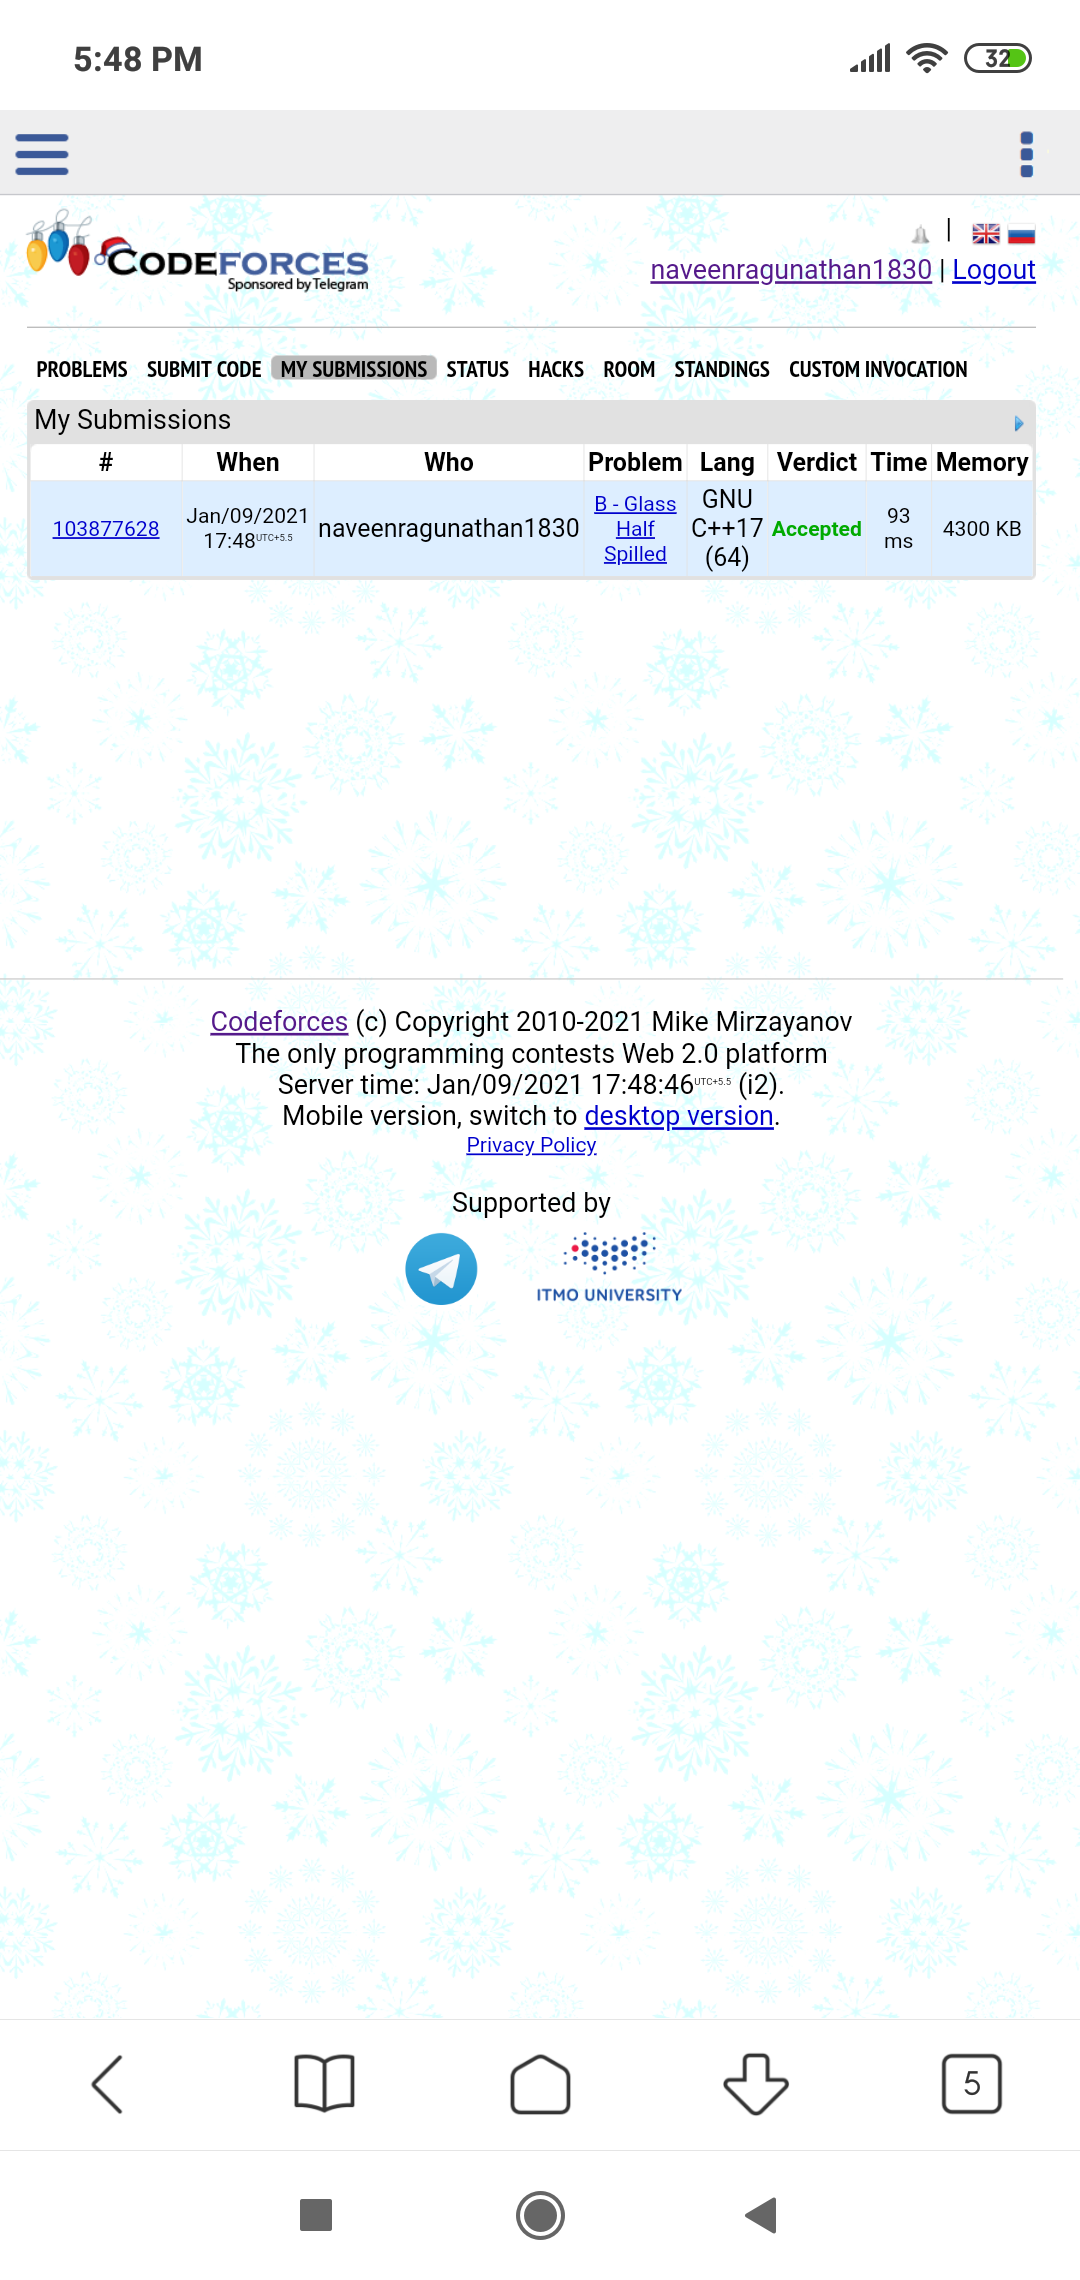 5:48 PM
32
CODEFORCES
Sponsored by Telegram
|
naveenragunathan1830 | Logout
PROBLEMS SUBMIT CODE MY SUBMISSIONS STATUS HACKS ROOM STANDINGS CUSTOM INVOCATION
My Submissions
# When Who Problem Lang Verdict Time Memory
103877628 Jan/09/2021 17:48UTC+5.5 naveenragunathan1830 B - Glass Half Spilled GNU C++17 (64) Accepted 93 ms 4300 KB
Codeforces (c) Copyright 2010-2021 Mike Mirzayanov
The only programming contests Web 2.0 platform
Server time: Jan/09/2021 17:48:46UTC+5.5 (i2).
Mobile version, switch to desktop version.
Privacy Policy
Supported by
ITMO UNIVERSITY
5